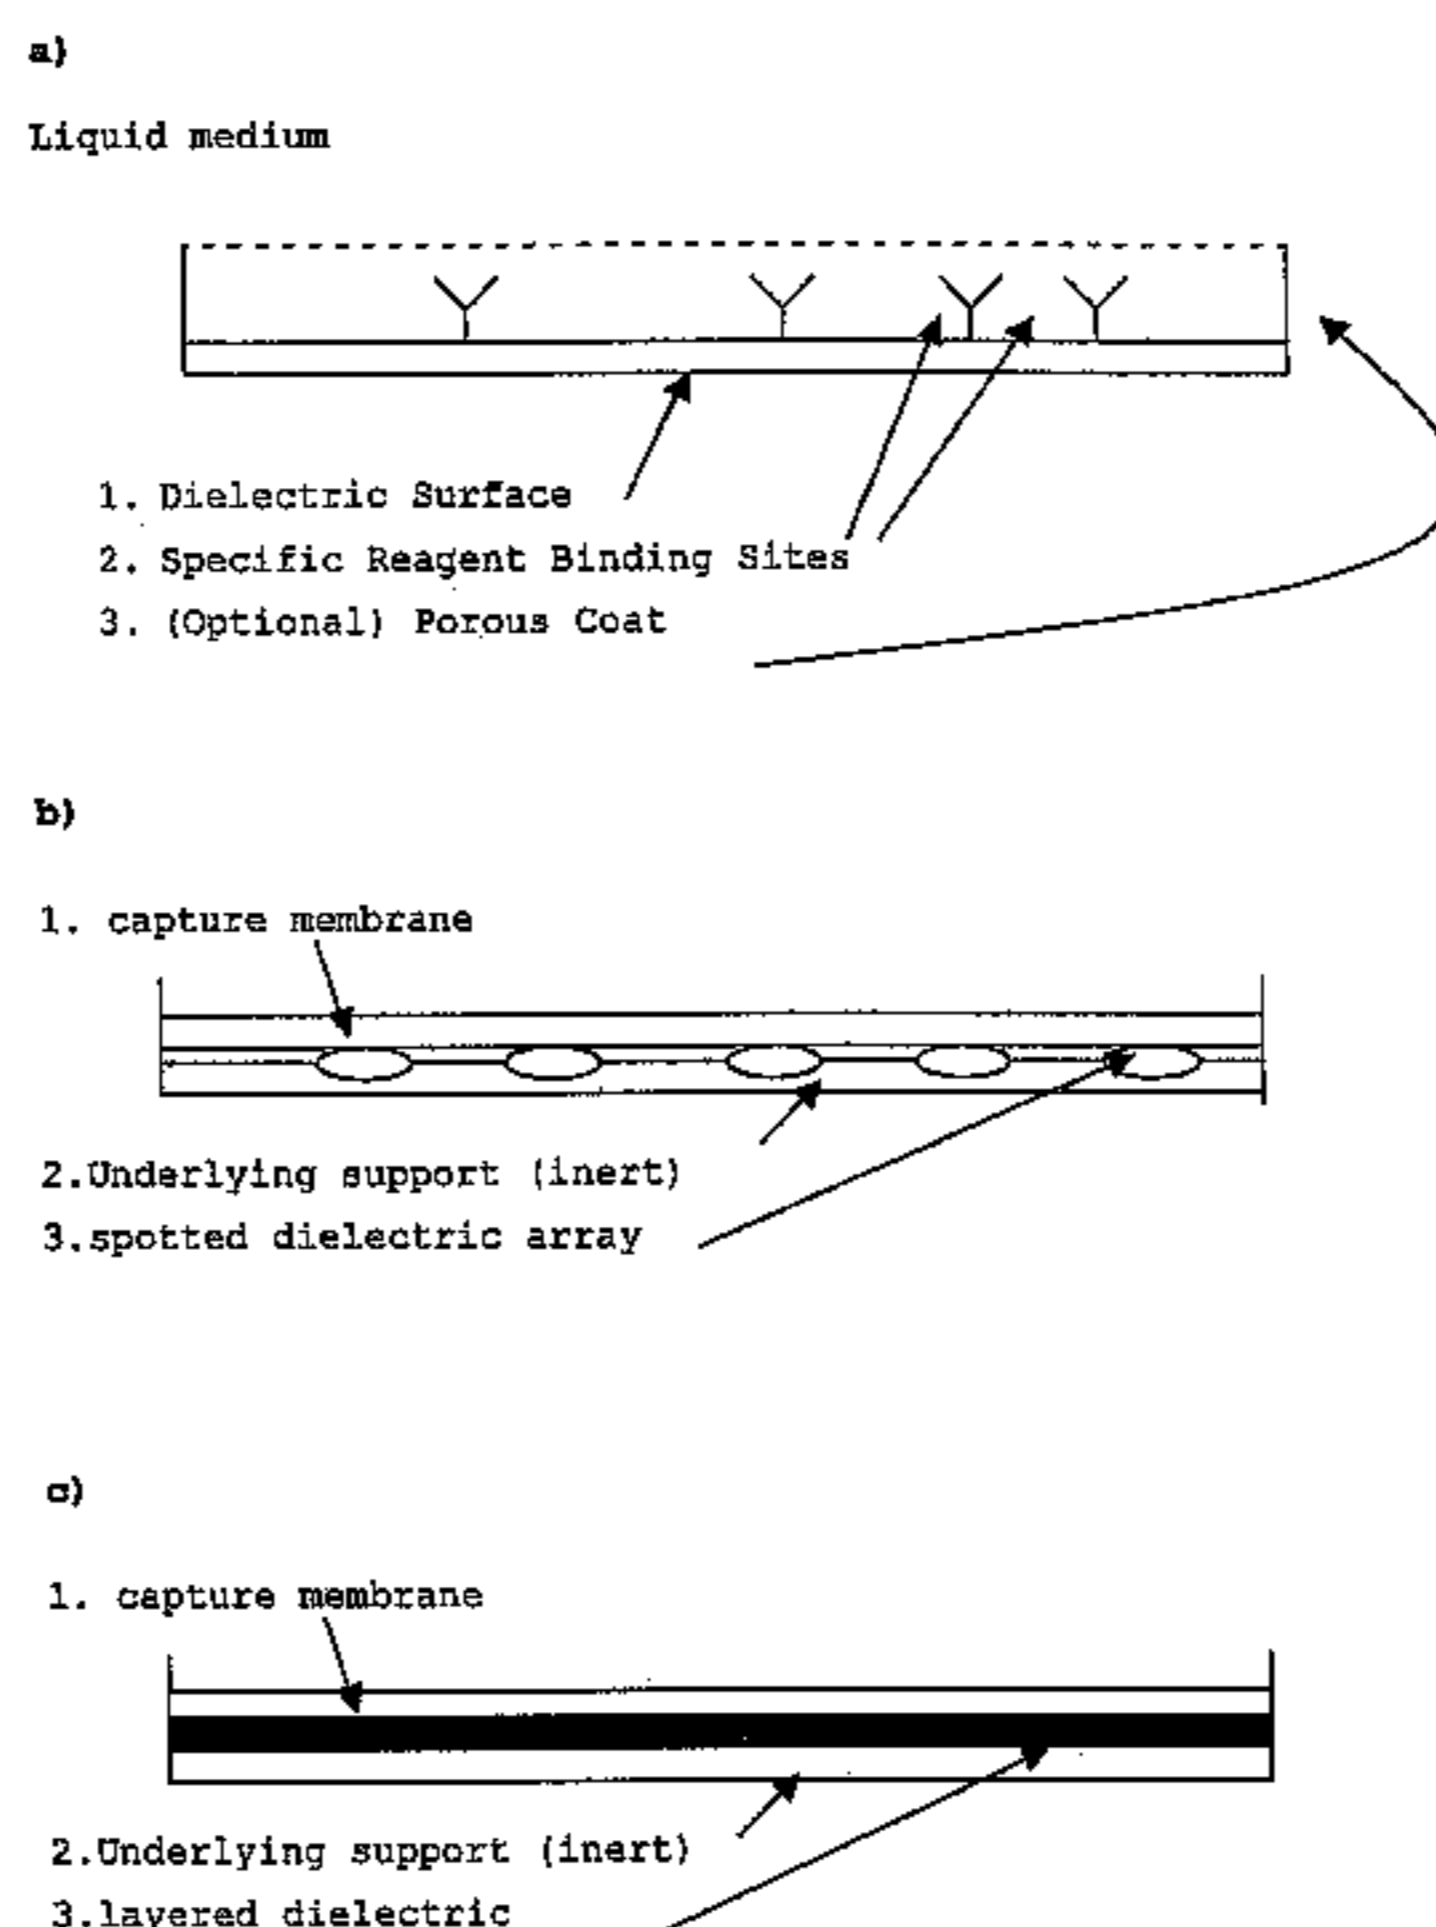 a)
Liquid medium
1. Dielectric Surface
2. Specific Reagent Binding Sites
3. (Optional) Porous Coat
b)
1. capture membrane
2.Underlying support (inert)
3.spotted dielectric array
c)
1. capture membrane
2.Underlying support (inert)
3.layered dielectric